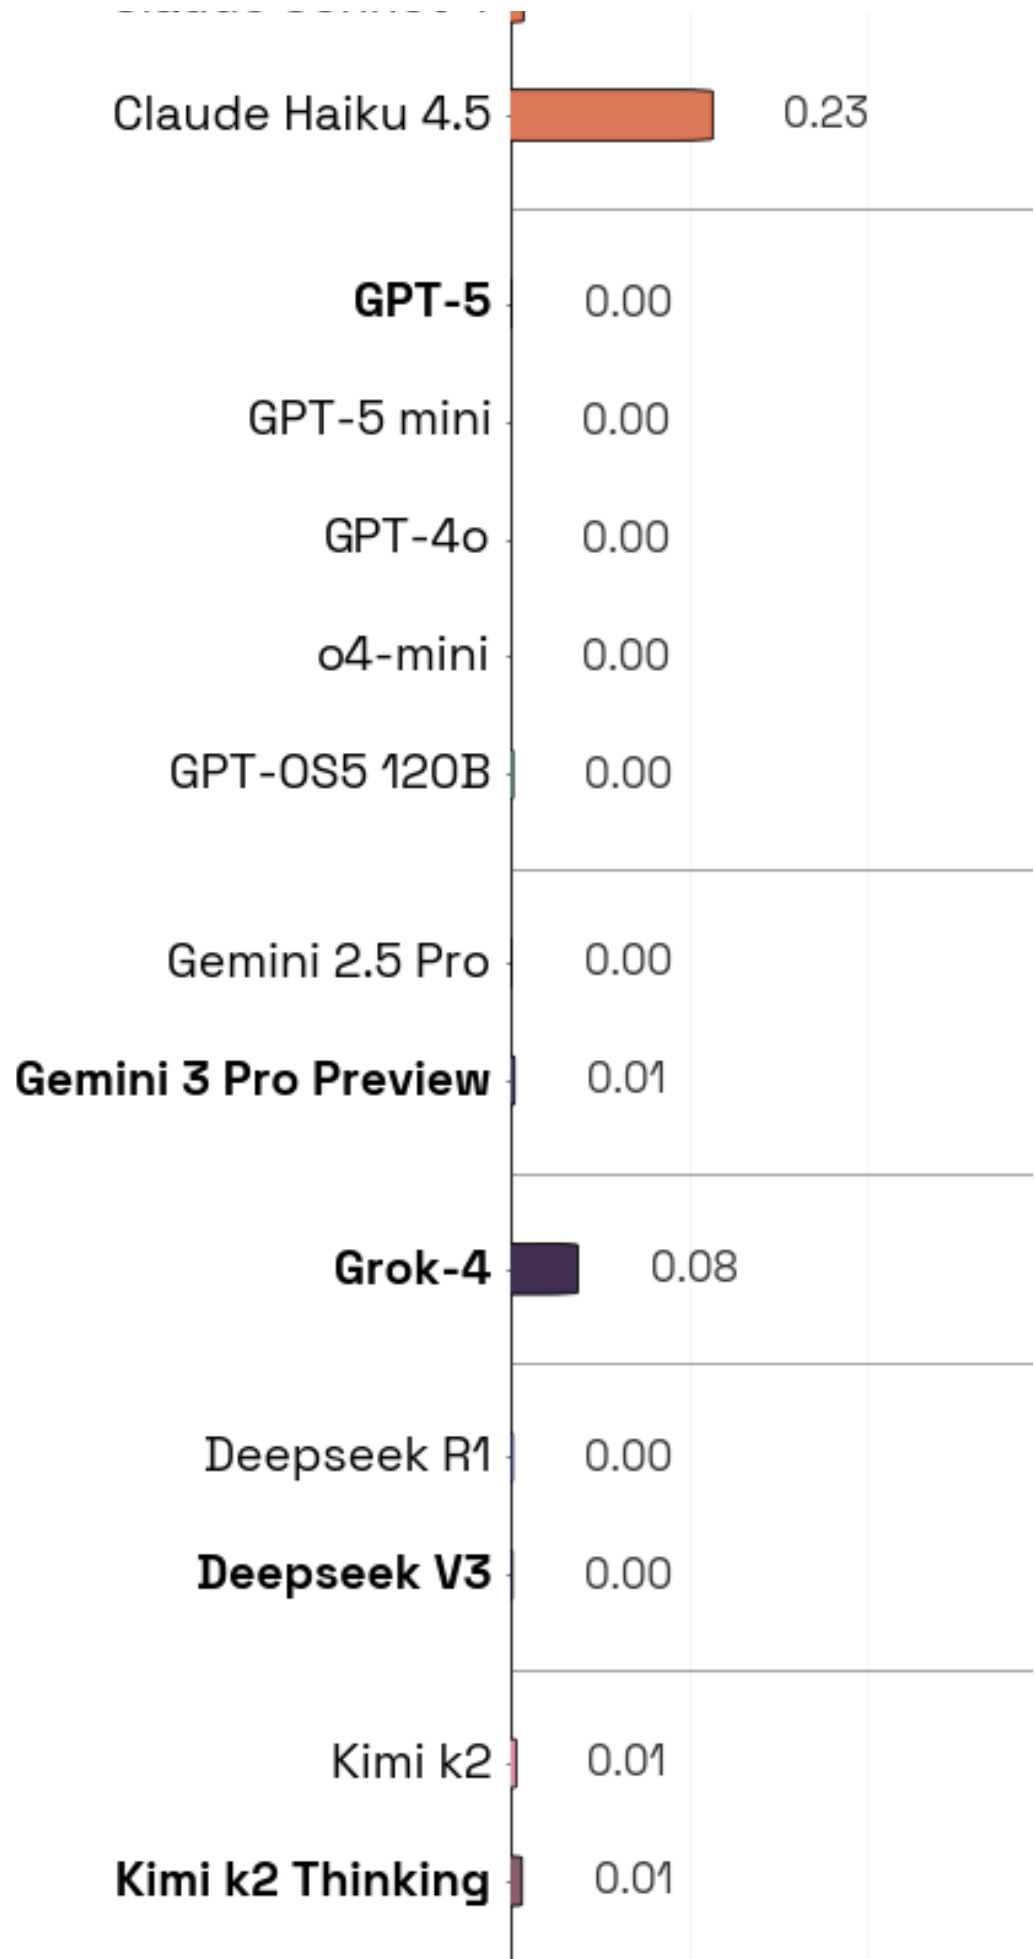 Claude Haiku 4.5 0.23
GPT-5 0.00
GPT-5 mini 0.00
GPT-4o 0.00
o4-mini 0.00
GPT-OS5 120B 0.00
Gemini 2.5 Pro 0.00
Gemini 3 Pro Preview 0.01
Grok-4 0.08
Deepseek R1 0.00
Deepseek V3 0.00
Kimi k2 0.01
Kimi k2 Thinking 0.01